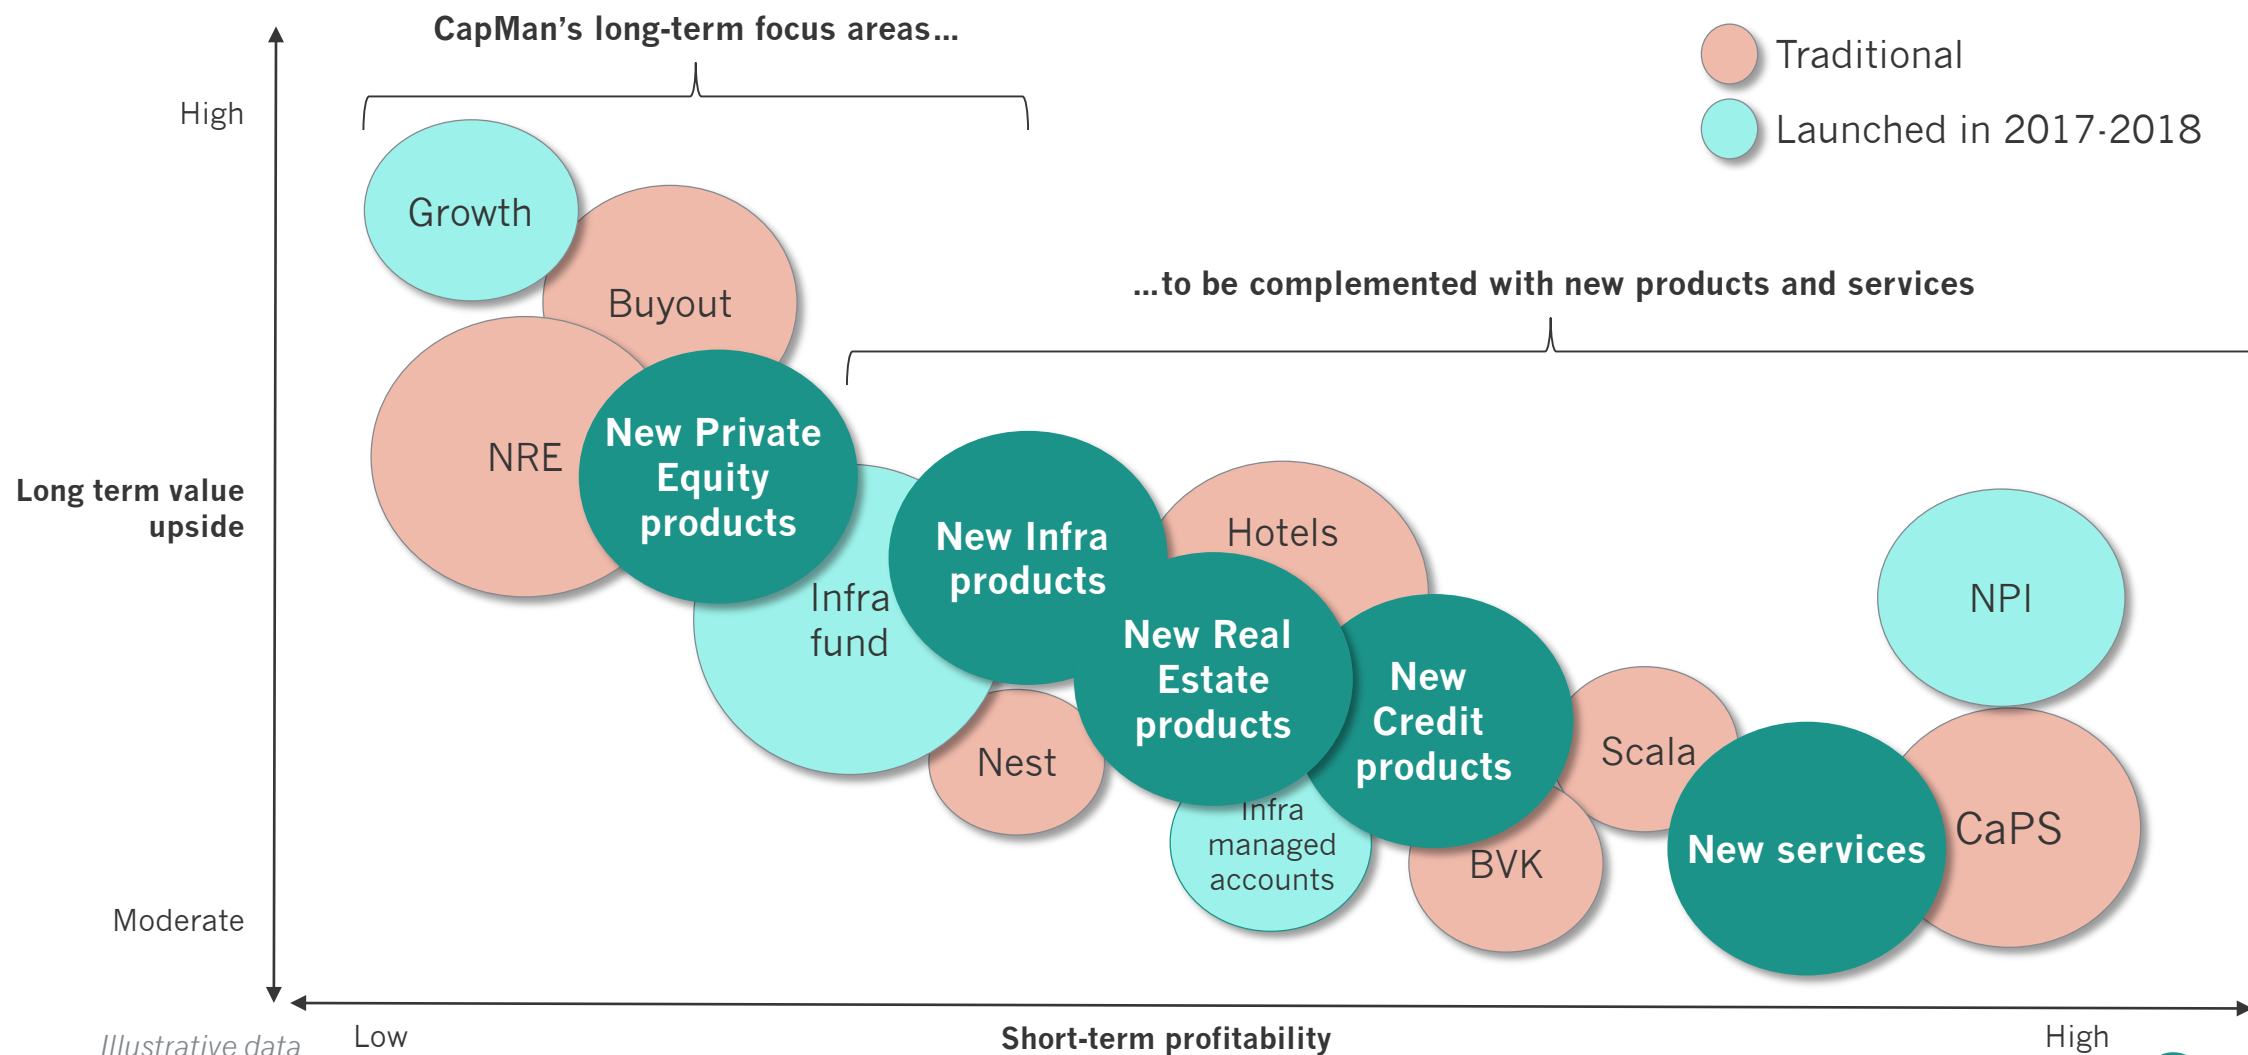 CapMan’s long-term focus areas…
Traditional
Launched in 2017-2018
High
Growth
Buyout
…to be complemented with new products and services
NRE
New Private
Equity
products
Long term value
upside
Infra
fund
New Infra
products
Hotels
New Real
Estate
products
New
Credit
products
NPI
Nest
Scala
Infra
managed
accounts
BVK
New services
CaPS
Moderate
Illustrative data
Low
Short-term profitability
High